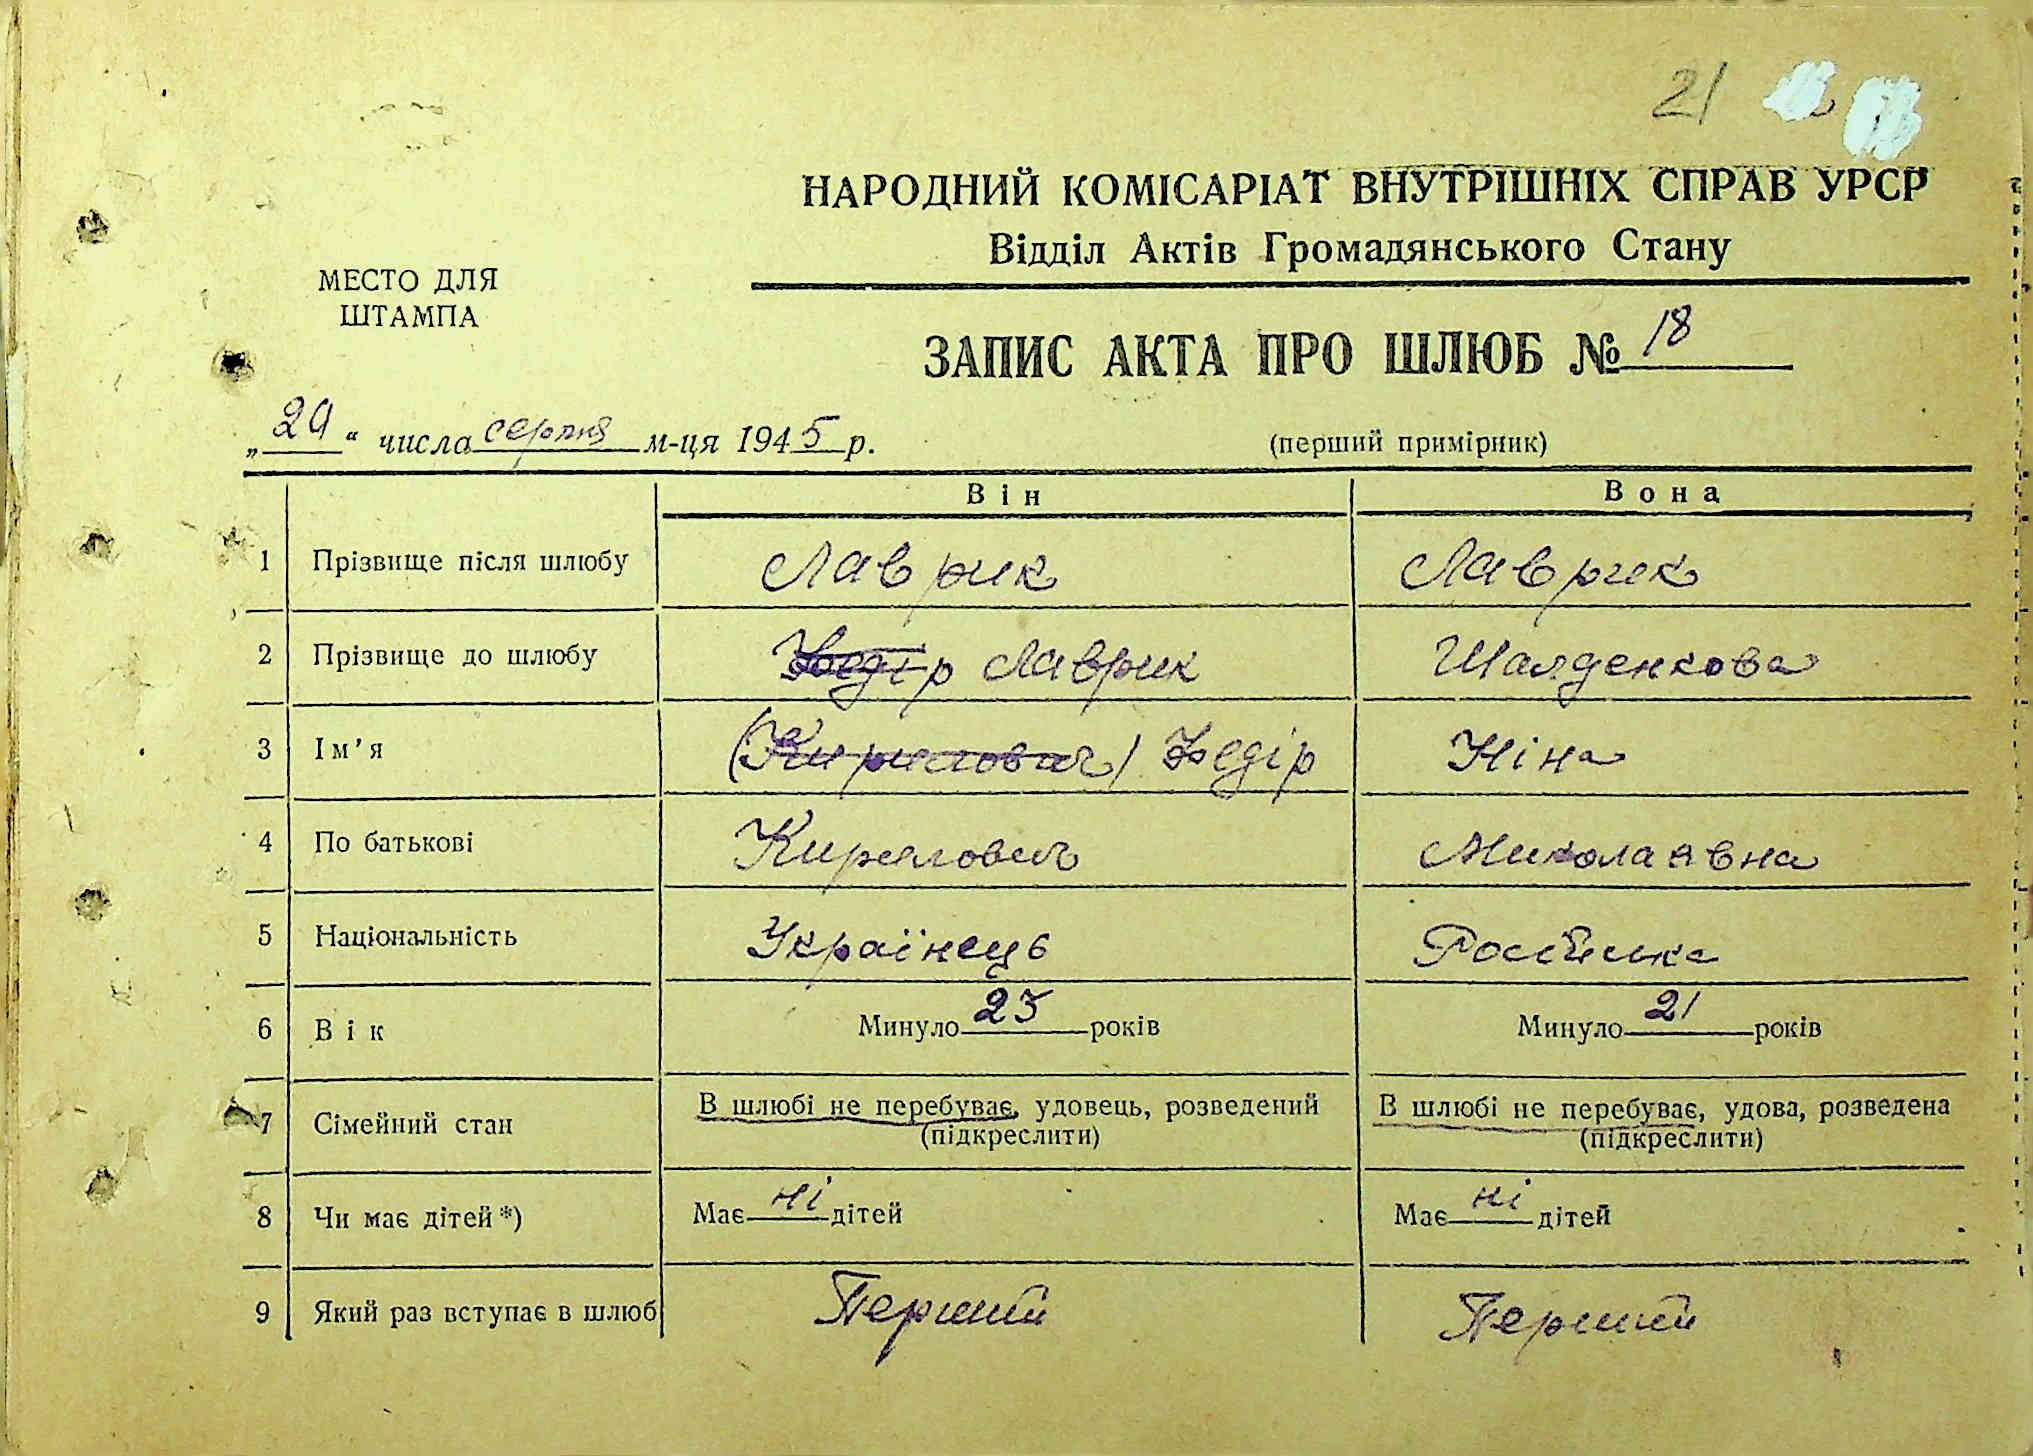 21
НАРОДНИЙ КОМІСАРІАТ ВНУТРІШНІХ СПРАВ УРСР
Відділ Актів Громадянського Стану
МЕСТО ДЛЯ
ШТАМПА
ЗАПИС АКТА ПРО ШЛЮБ № 18
„29“ числа серпня м-ця 1945 р.
(перший примірник)
Він Вона
1 Прізвище після шлюбу Лаврик Лаврик
2 Прізвище до шлюбу Федір Лаврик Шалденкова
3 Ім'я (Кирилович) Федір Ніна
4 По батькові Кирилович Миколаявна
5 Національність Українець Російська
6 Вік Минуло 23 років Минуло 21 років
7 Сімейний стан В шлюбі не перебуває, удовець, розведений В шлюбі не перебуває, удова, розведена
(підкреслити) (підкреслити)
8 Чи має дітей*) Має ні дітей Має ні дітей
9 Який раз вступає в шлюб Перший Перший